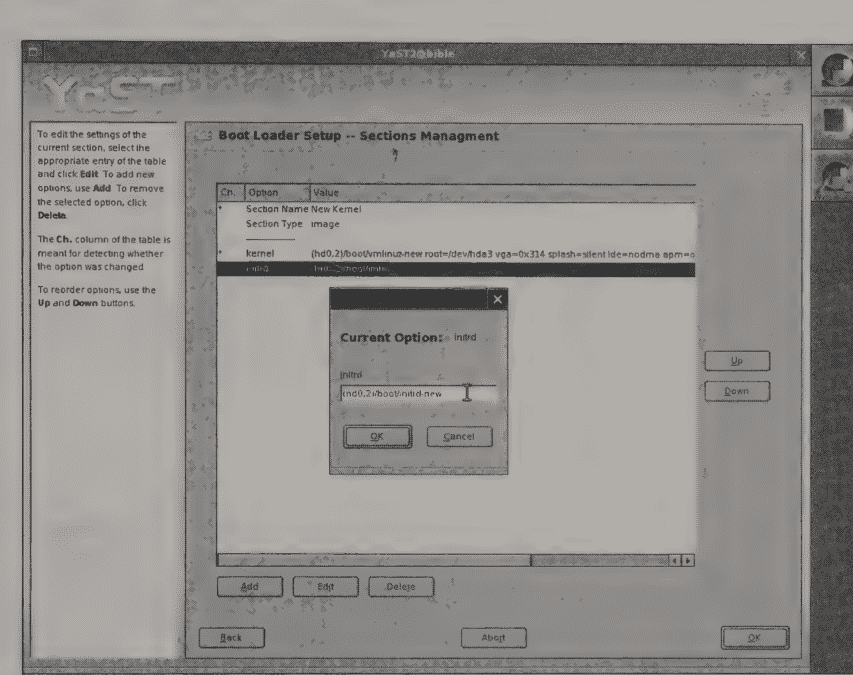 YaST2@bible
YaST
To edit the settings of the
current section, select the
appropriate entry of the table
and click Edit. To add new
options, use Add. To remove
the selected option, click
Delete.
The Ch. column of the table is
meant for detecting whether
the option was changed
To reorder options, use the
Up and Down buttons.
Boot Loader Setup -- Sections Managment
Ch. Option Value
* Section Name New Kernel
Section Type image
* kernel (hd0,2)/boot/vmlinuz-new root=/dev/hda3 vga=0x314 splash=silent ide=nodma apm=o
initrd (hd0,2)/boot/initrd
Current Option: initrd
initrd
(hd0,2)/boot/initrd-new
OK Cancel
Up
Down
Add Edit Delete
Back Abort OK